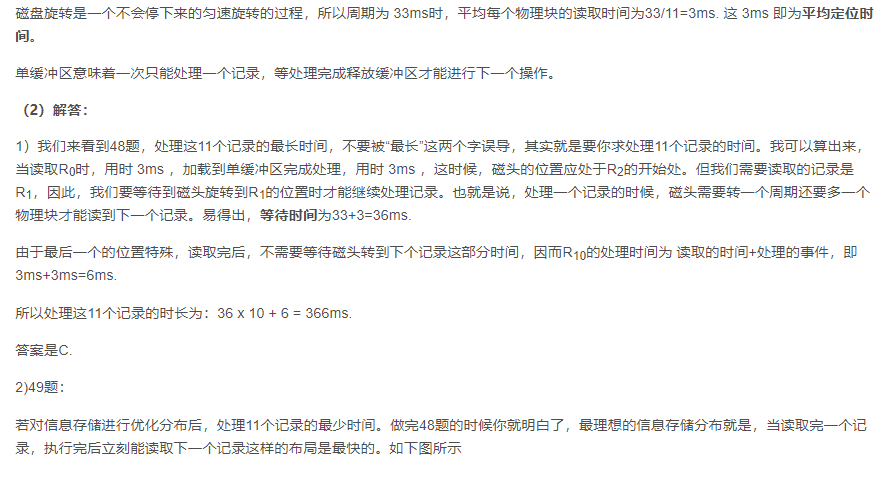 磁盘旋转是一个不会停下来的匀速旋转的过程，所以周期为 33ms时，平均每个物理块的读取时间为33/11=3ms. 这 3ms 即为平均定位时
间。
单缓冲区意味着一次只能处理一个记录，等处理完成释放缓冲区才能进行下一个操作。
（2）解答：
1）我们来看到48题，处理这11个记录的最长时间，不要被“最长”这两个字误导，其实就是要你求处理11个记录的时间。我可以算出来，
当读取R0时，用时 3ms ，加载到单缓冲区完成处理，用时 3ms ，这时候，磁头的位置应处于R2的开始处。但我们需要读取的记录是
R1，因此，我们要等待到磁头旋转到R1的位置时才能继续处理记录。也就是说，处理一个记录的时候，磁头需要转一个周期还要多一个
物理块才能读到下一个记录。易得出，等待时间为33+3=36ms.
由于最后一个的位置特殊，读取完后，不需要等待磁头转到下个记录这部分时间，因而R10的处理时间为 读取的时间+处理的事件，即
3ms+3ms=6ms.
所以处理这11个记录的时长为：36 x 10 + 6 = 366ms.
答案是C.
2)49题：
若对信息存储进行优化分布后，处理11个记录的最少时间。做完48题的时候你就明白了，最理想的信息存储分布就是，当读取完一个记
录，执行完后立刻能读取下一个记录这样的布局是最快的。如下图所示